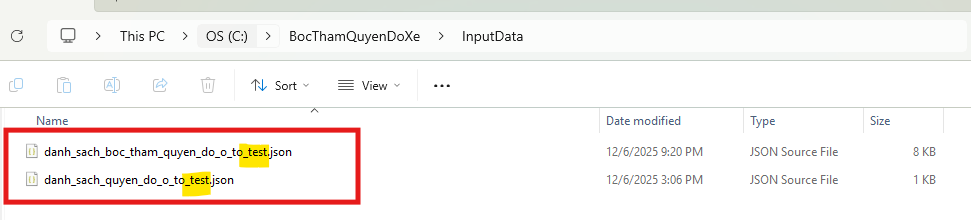 This PC > OS (C:) > BocThamQuyenDoXe > InputData
Sort View ...
Name Date modified Type Size
danh_sach_boc_tham_quyen_do_o_to_test.json 12/6/2025 9:20 PM JSON Source File 8 KB
danh_sach_quyen_do_o_to_test.json 12/6/2025 3:06 PM JSON Source File 1 KB